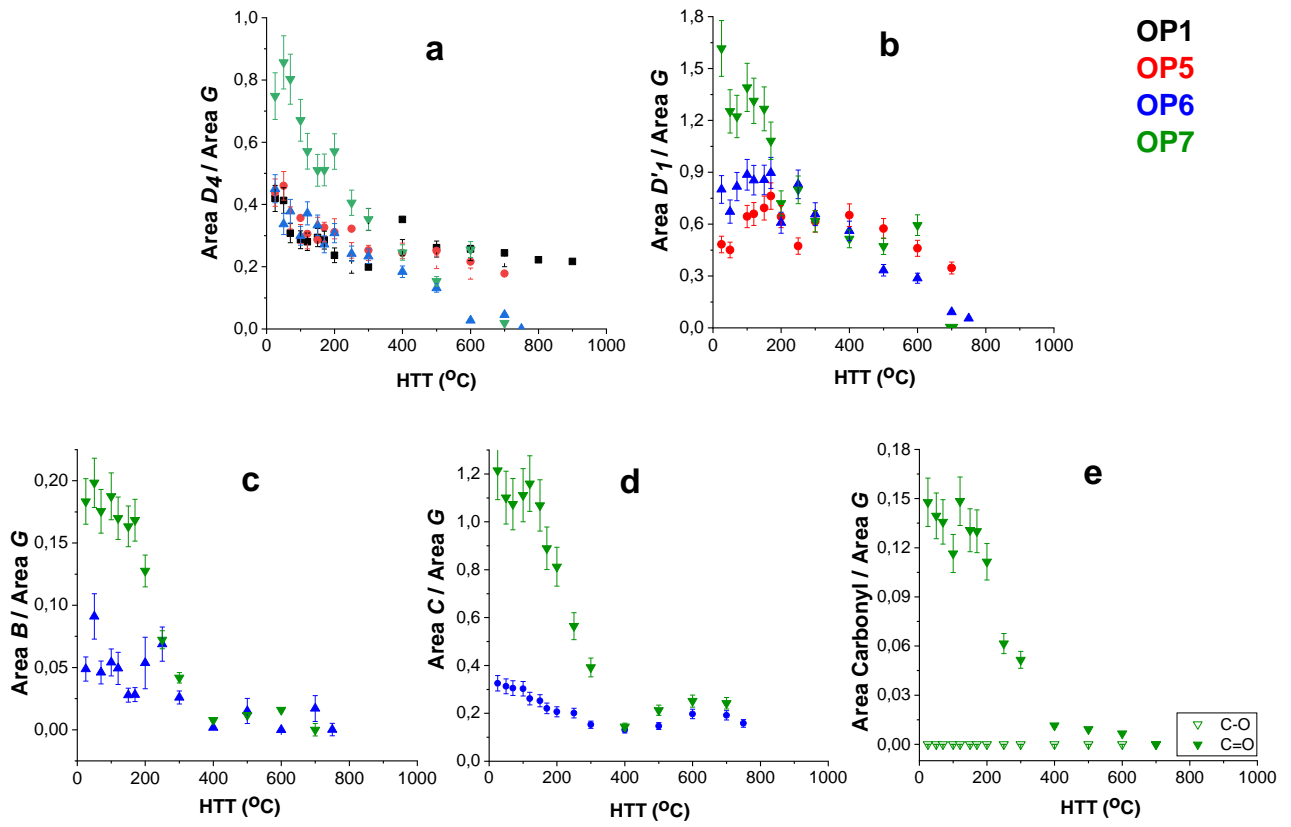 a
Area D4 / Area G
1,0
0,8
0,6
0,4
0,2
0,0
0 200 400 600 800 1000
HTT (ºC)
b
Area D'1 / Area G
1,8
1,5
1,2
0,9
0,6
0,3
0,0
0 200 400 600 800 1000
HTT (ºC)
OP1
OP5
OP6
OP7
c
Area B / Area G
0,20
0,15
0,10
0,05
0,00
0 200 400 600 800 1000
HTT (ºC)
d
Area C / Area G
1,2
1,0
0,8
0,6
0,4
0,2
0,0
0 200 400 600 800 1000
HTT (ºC)
e
Area Carbonyl / Area G
0,18
0,15
0,12
0,09
0,06
0,03
0,00
C-O
C=O
0 200 400 600 800 1000
HTT (ºC)